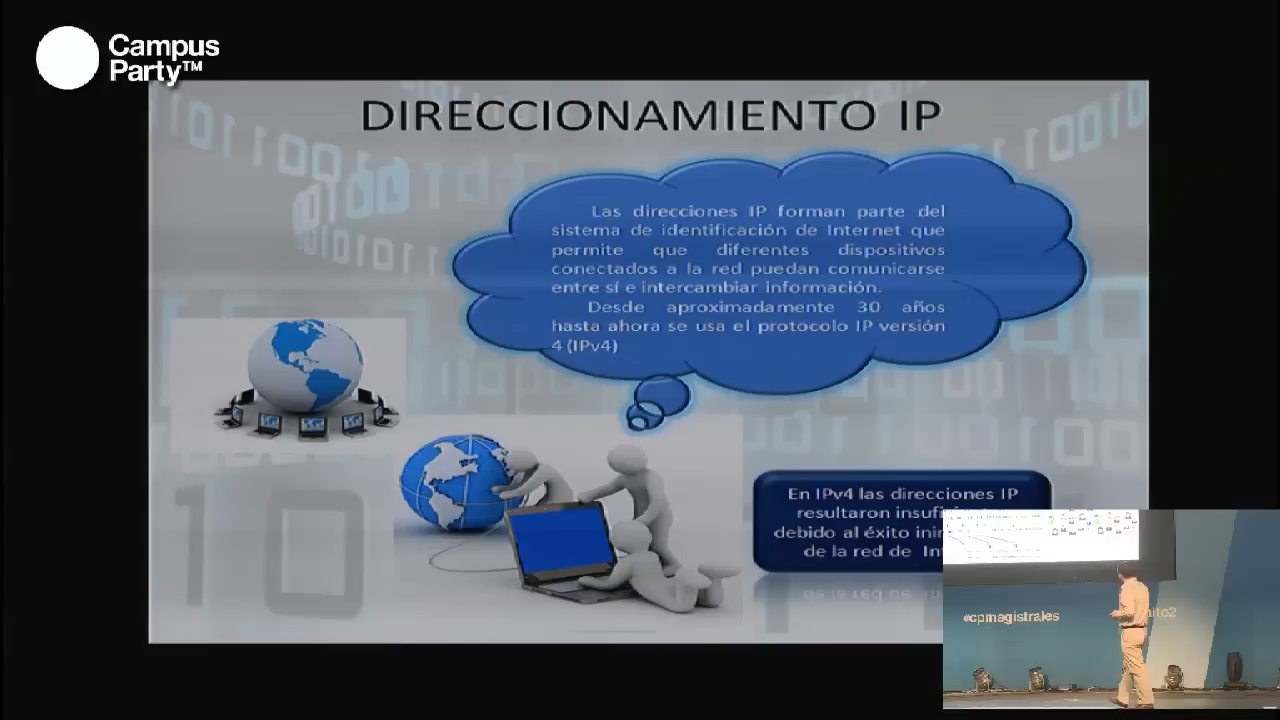 Campus
Party™
DIRECCIONAMIENTO IP
Las direcciones IP forman parte del
sistema de identificación de Internet que
permite que diferentes dispositivos
conectados a la red puedan comunicarse
entre sí e intercambiar información.
Desde aproximadamente 30 años
hasta ahora se usa el protocolo IP versión
4 (IPv4)
En IPv4 las direcciones IP
resultaron
debido al éxito
de la red de
#cpmagistrales